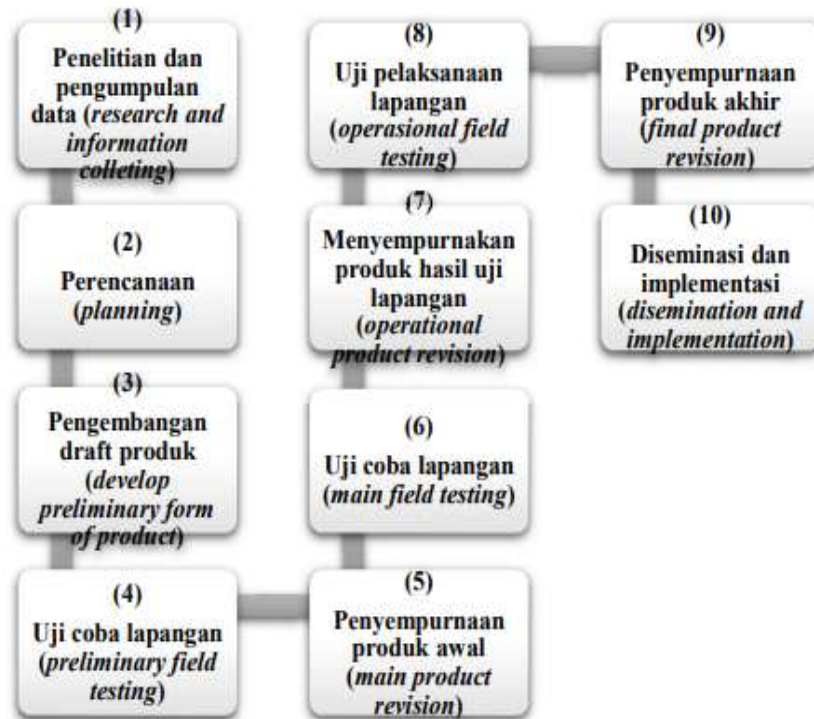 (1)
Penelitian dan
pengumpulan
data (research and
information
colleting)
(2)
Perencanaan
(planning)
(3)
Pengembangan
draft produk
(develop
preliminary form
of product)
(4)
Uji coba lapangan
(preliminary field
testing)
(5)
Penyempurnaan
produk awal
(main product
revision)
(6)
Uji coba lapangan
(main field testing)
(7)
Menyempurnakan
produk hasil uji
lapangan
(operational
product revision)
(8)
Uji pelaksanaan
lapangan
(operasional field
testing)
(9)
Penyempurnaan
produk akhir
(final product
revision)
(10)
Diseminasi dan
implementasi
(disemination and
implementation)